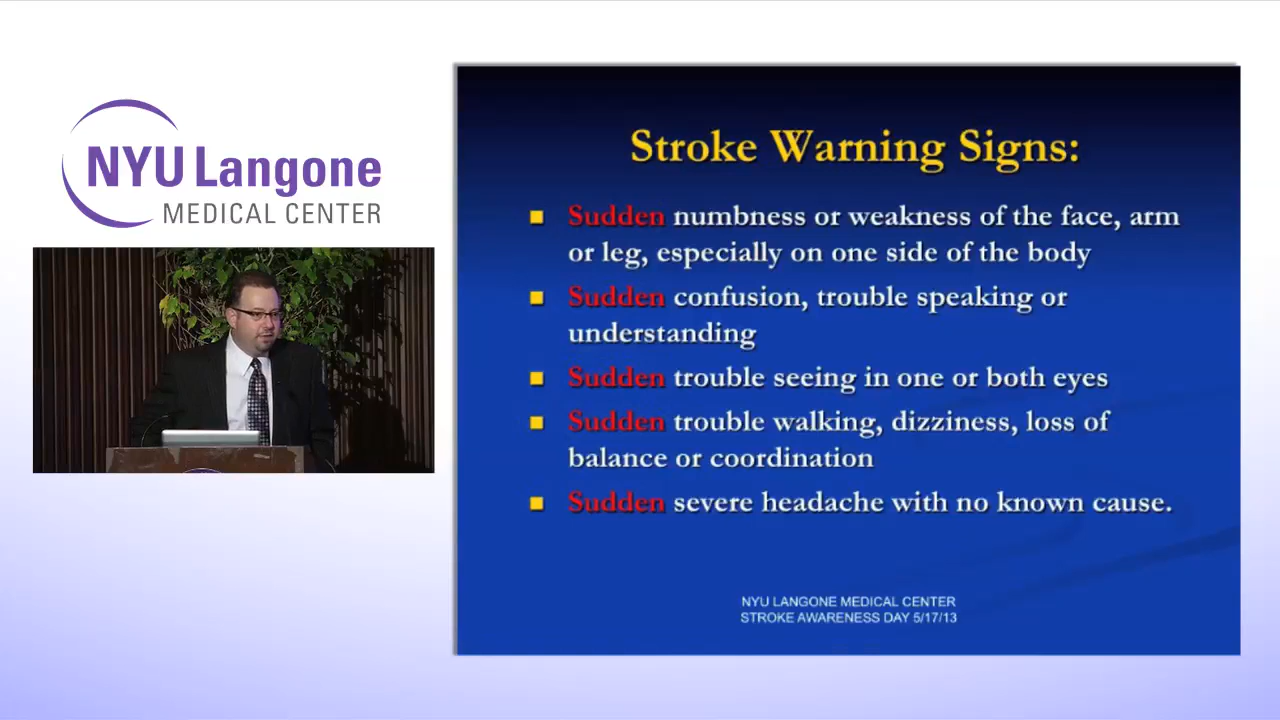 NYU Langone
MEDICAL CENTER
Stroke Warning Signs:
Sudden numbness or weakness of the face, arm
or leg, especially on one side of the body
Sudden confusion, trouble speaking or
understanding
Sudden trouble seeing in one or both eyes
Sudden trouble walking, dizziness, loss of
balance or coordination
Sudden severe headache with no known cause.
NYU LANGONE MEDICAL CENTER
STROKE AWARENESS DAY 5/17/13